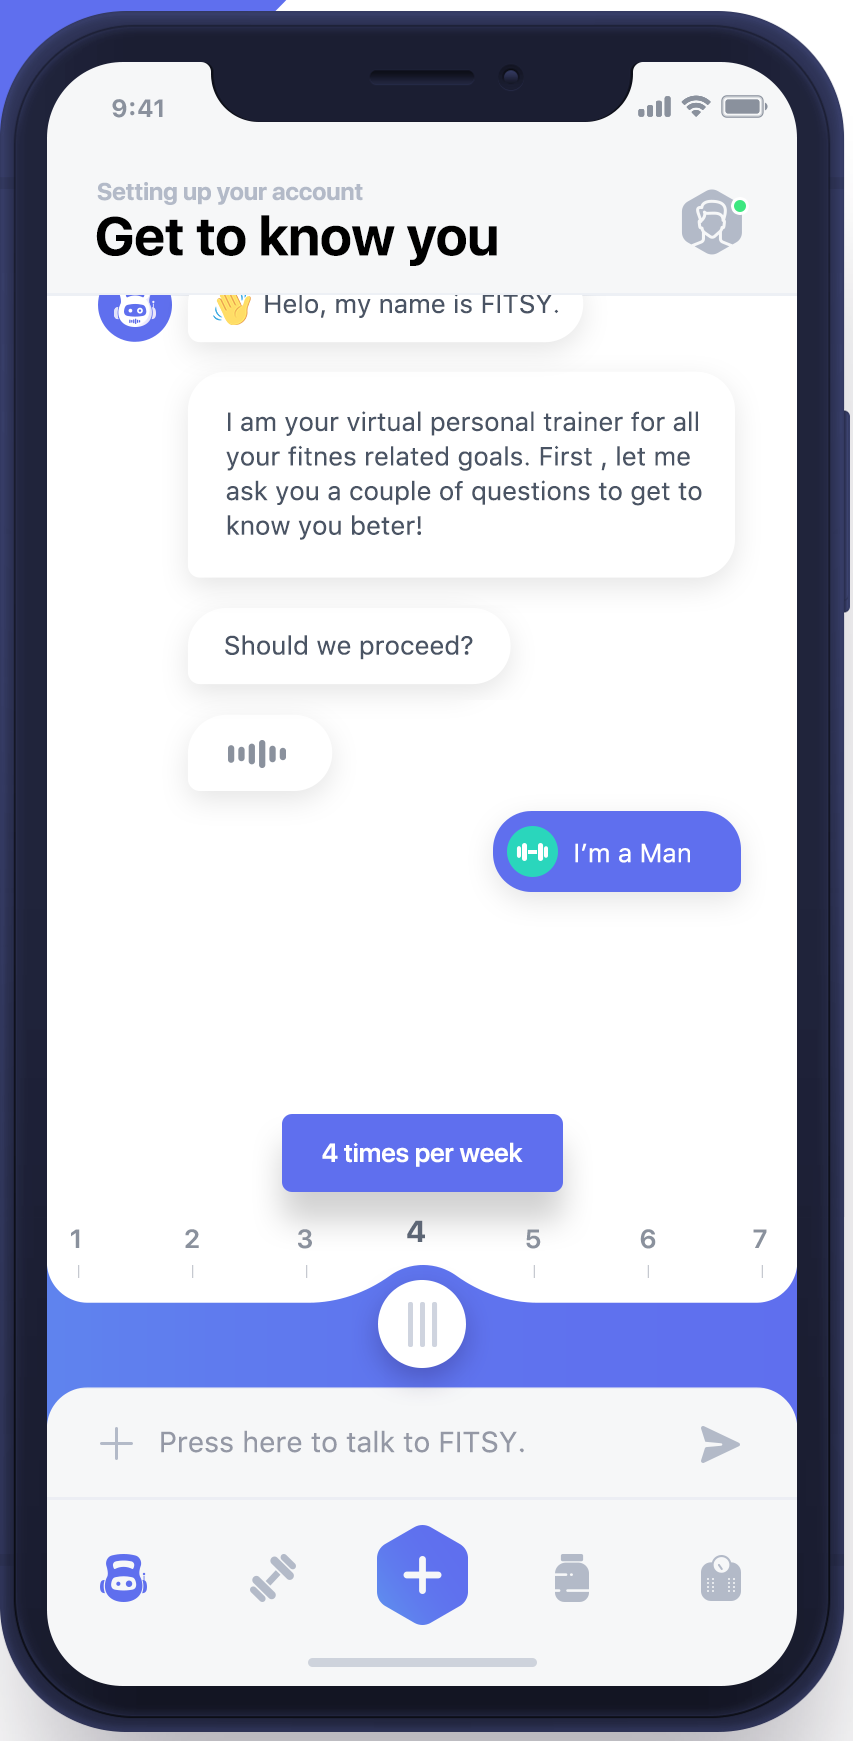 9:41
Setting up your account
Get to know you
👋 Helo, my name is FITSY.
I am your virtual personal trainer for all
your fitnes related goals. First , let me
ask you a couple of questions to get to
know you beter!
Should we proceed?
I’m a Man
4 times per week
1 2 3 4 5 6 7
Press here to talk to FITSY.